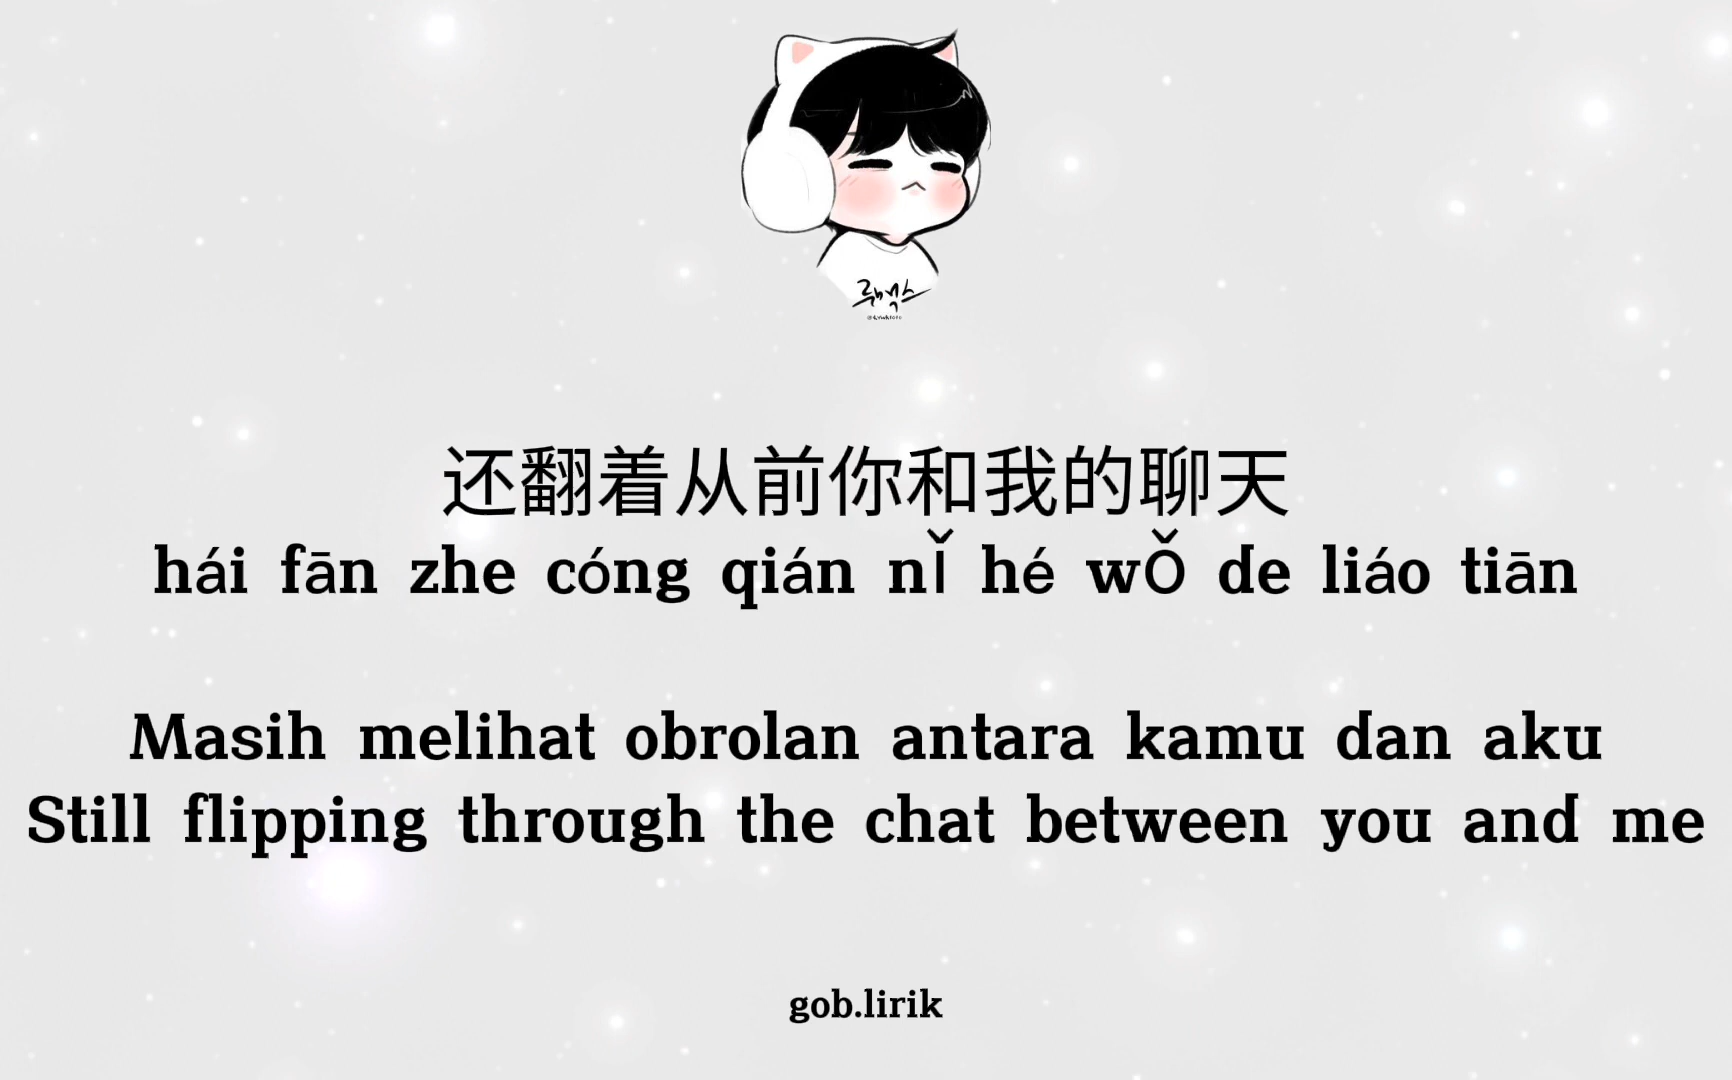 还翻着从前你和我的聊天
hái fān zhe cóng qián nǐ hé wǒ de liáo tiān
Masih melihat obrolan antara kamu dan aku
Still flipping through the chat between you and me
gob.lirik